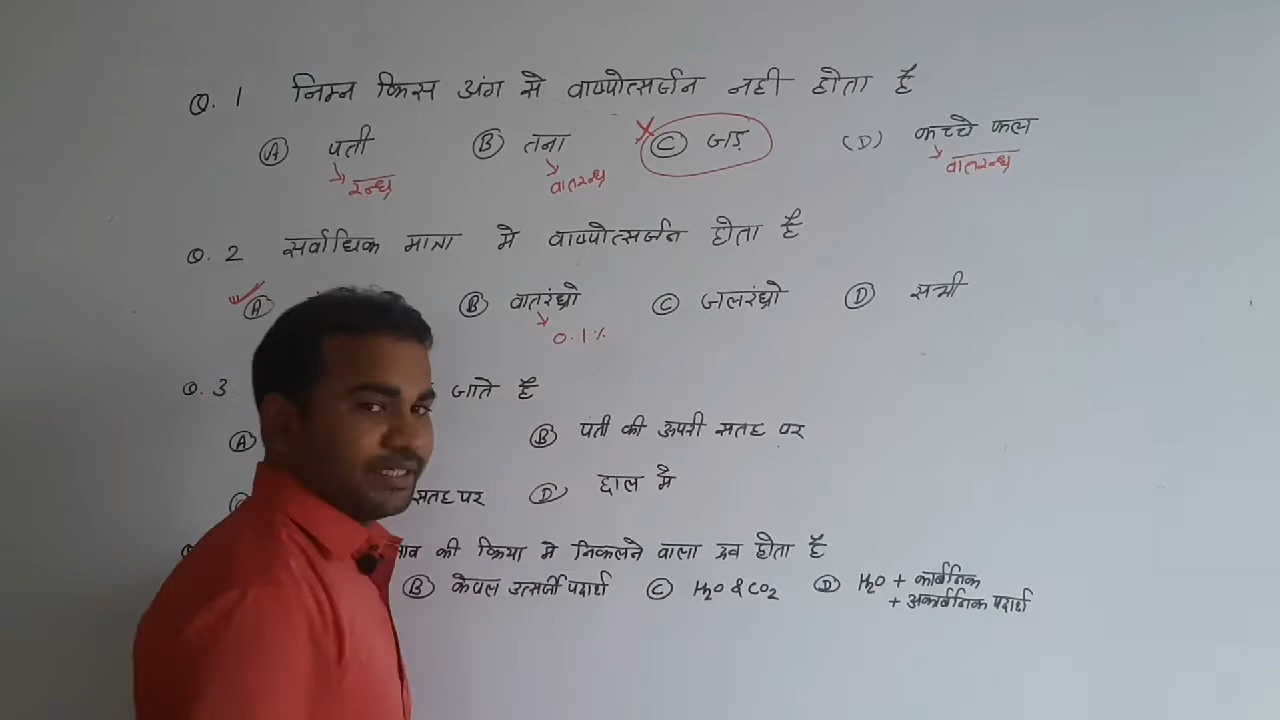 Q. 1 निम्न किस अंग से वाष्पोत्सर्जन नही होता है
(A) पती (B) तना × (C) जड़ (D) कच्चे फल
रन्ध्र वातरन्ध्र वातरन्ध्र
Q. 2 सर्वाधिक मात्रा मे वाष्पोत्सर्जन होता है
(A) (B) वातरंध्रो (C) जलरंध्रो (D) सभी
0.1%
Q. 3 जाते है
(A) (B) पती की ऊपरी सतह पर
सतह पर (D) छाल मै
स्त्राव की क्रिया मे निकलने वाला द्रव होता है
(B) केवल उत्सर्जी पदार्थ (C) H₂O & CO₂ (D) H₂O + कार्बनिक
+ अकार्बनिक पदार्थ